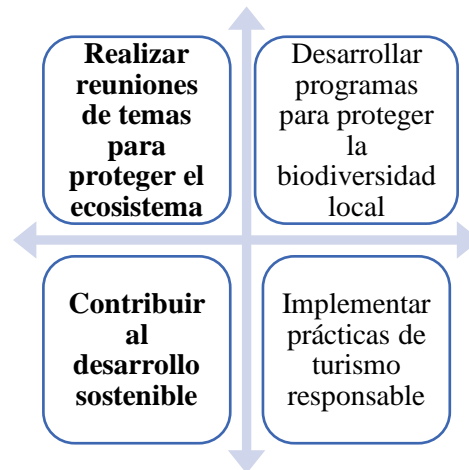 Realizar
reuniones
de temas
para
proteger el
ecosistema
Desarrollar
programas
para proteger
la
biodiversidad
local
Contribuir
al
desarrollo
sostenible
Implementar
prácticas de
turismo
responsable